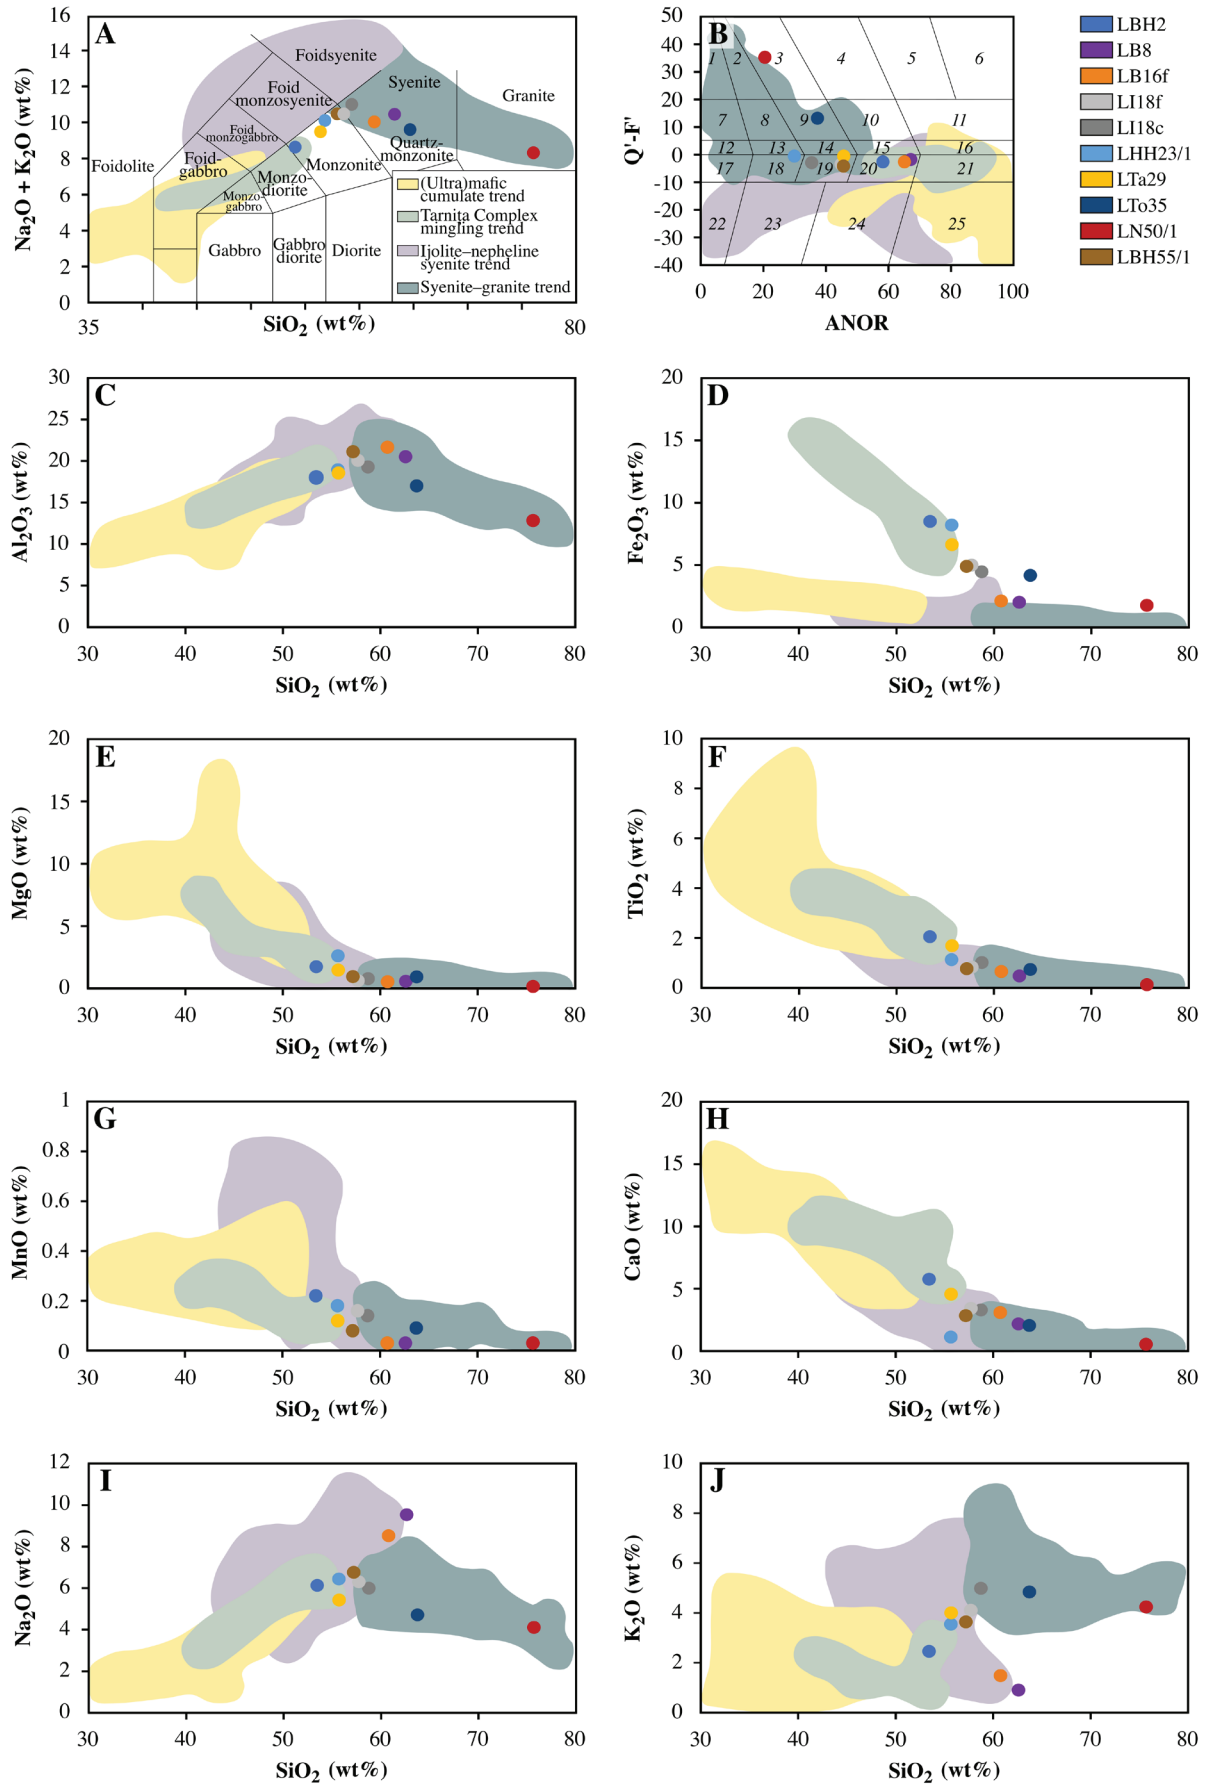 A
Na2O + K2O (wt%)
16
14
12
10
8
6
4
2
0
Foidsyenite
Syenite
Granite
Foid
monzosyenite
Foid
monzogabbro
Quartz-
monzonite
Foidolite
Foid-
gabbro
Monzonite
Monzo-
diorite
Monzo-
gabbro
Gabbro
Gabbro
diorite
Diorite
(Ultra)mafic
cumulate trend
Tarnita Complex
mingling trend
Ijolite–nepheline
syenite trend
Syenite–granite trend
35
SiO2 (wt%)
80
B
Q'-F'
50
40
30
20
10
0
-10
-20
-30
-40
1 2 3 4 5 6
7 8 9 10 11
12 13 14 15 16
17 18 19 20 21
22 23 24 25
0 20 40 60 80 100
ANOR
LBH2
LB8
LB16f
LI18f
LI18c
LHH23/1
LTa29
LTo35
LN50/1
LBH55/1
C
Al2O3 (wt%)
30
25
20
15
10
5
0
30 40 50 60 70 80
SiO2 (wt%)
D
Fe2O3 (wt%)
20
15
10
5
0
30 40 50 60 70 80
SiO2 (wt%)
E
MgO (wt%)
20
15
10
5
0
30 40 50 60 70 80
SiO2 (wt%)
F
TiO2 (wt%)
10
8
6
4
2
0
30 40 50 60 70 80
SiO2 (wt%)
G
MnO (wt%)
1
0.8
0.6
0.4
0.2
0
30 40 50 60 70 80
SiO2 (wt%)
H
CaO (wt%)
20
15
10
5
0
30 40 50 60 70 80
SiO2 (wt%)
I
Na2O (wt%)
12
10
8
6
4
2
0
30 40 50 60 70 80
SiO2 (wt%)
J
K2O (wt%)
10
8
6
4
2
0
30 40 50 60 70 80
SiO2 (wt%)